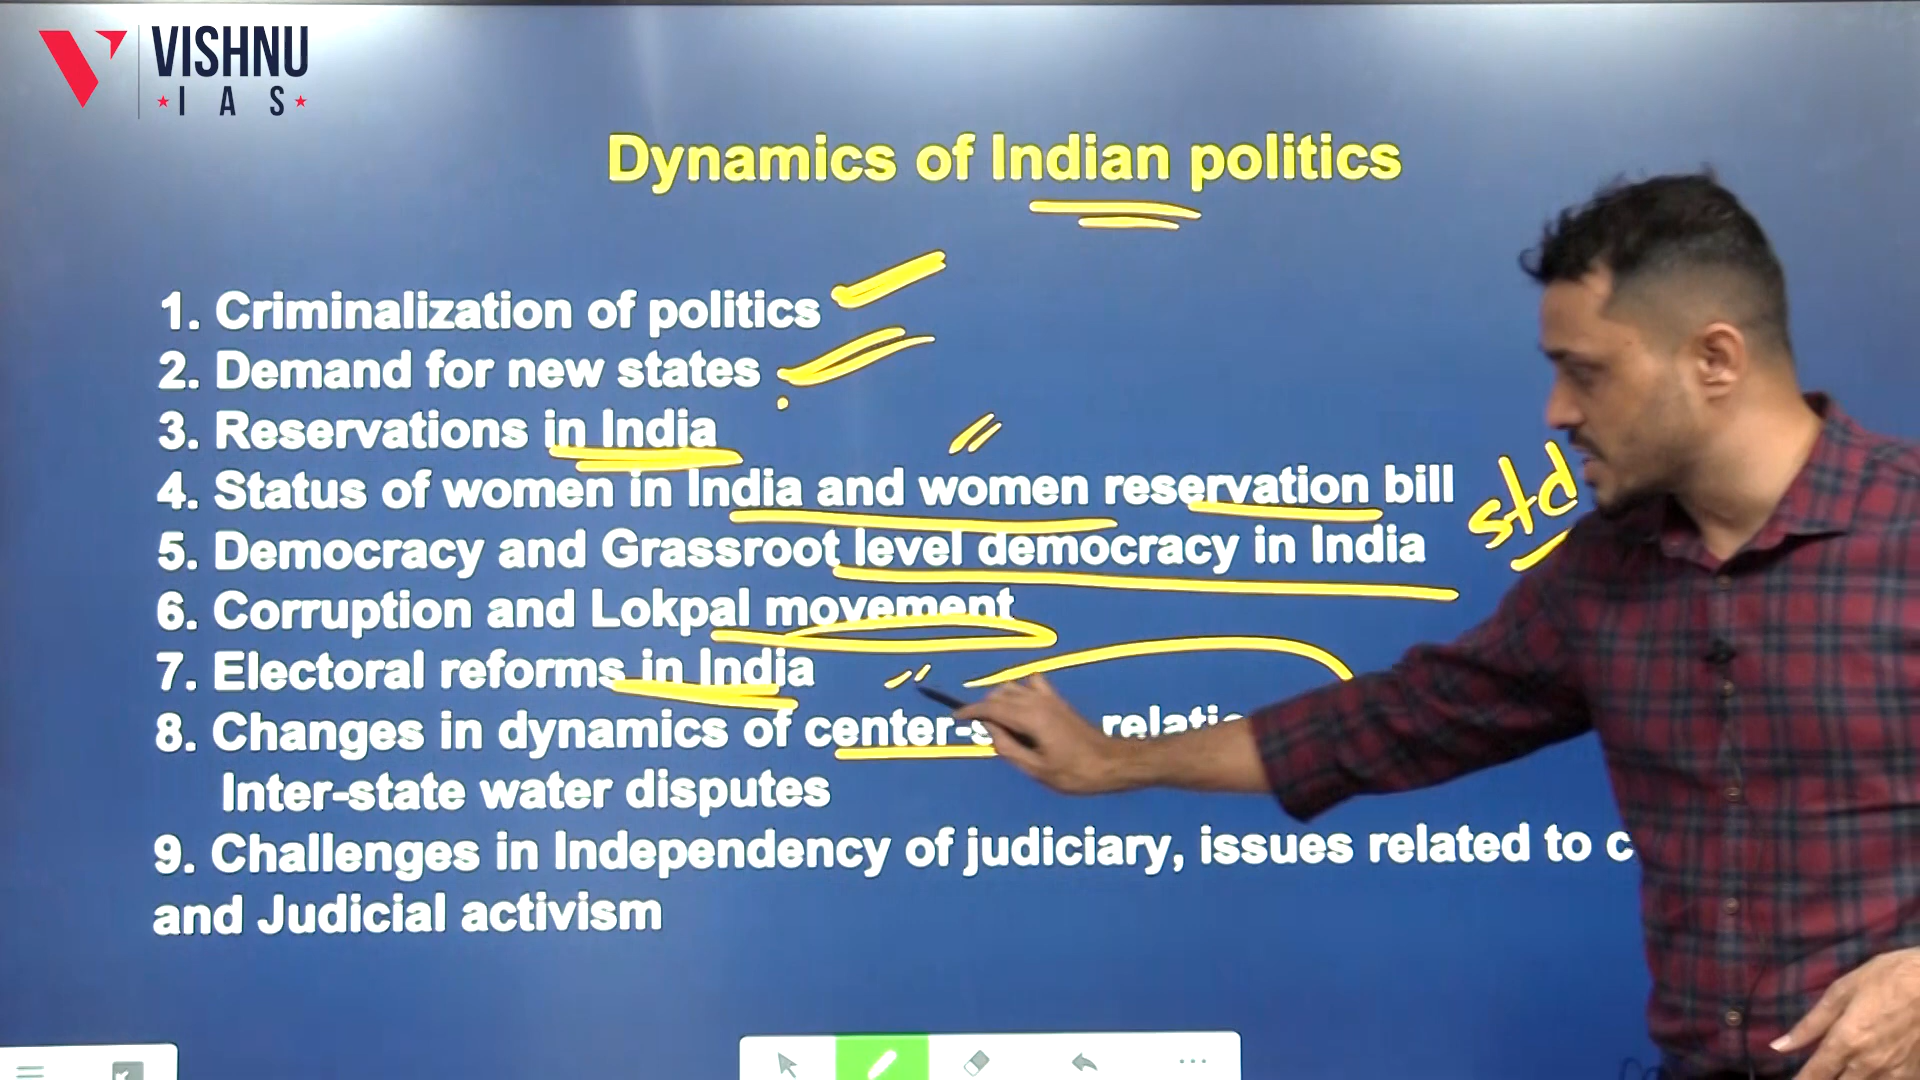 VISHNU
IAS
Dynamics of Indian politics
1. Criminalization of politics
2. Demand for new states
3. Reservations in India
4. Status of women in India and women reservation bill
std
5. Democracy and Grassroot level democracy in India
6. Corruption and Lokpal movement
7. Electoral reforms in India
8. Changes in dynamics of
Inter-state water disputes
9. Challenges in Independency of judiciary, issues related to
and Judicial activism